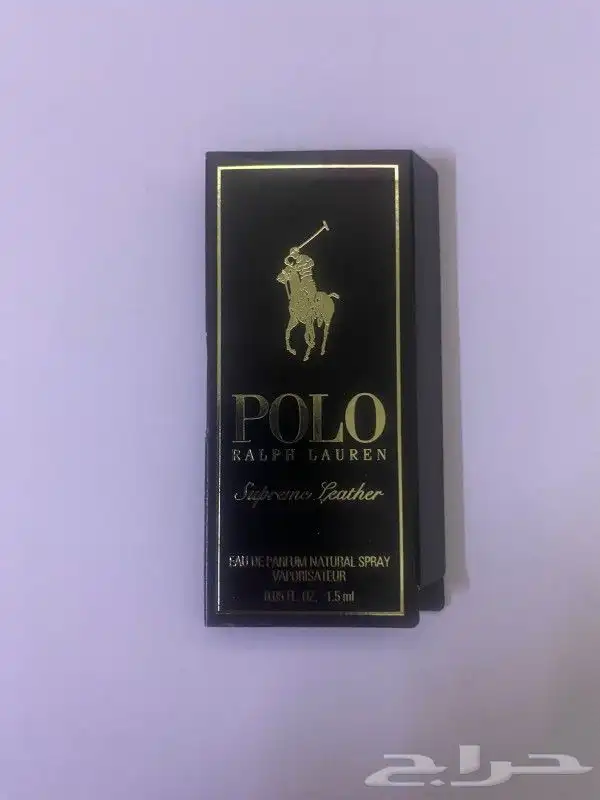 POLO
RALPH LAUREN
Supreme Leather
EAU DE PARFUM NATURAL SPRAY
VAPORISATEUR
0.05 FL. OZ. 1.5 ml
حراج